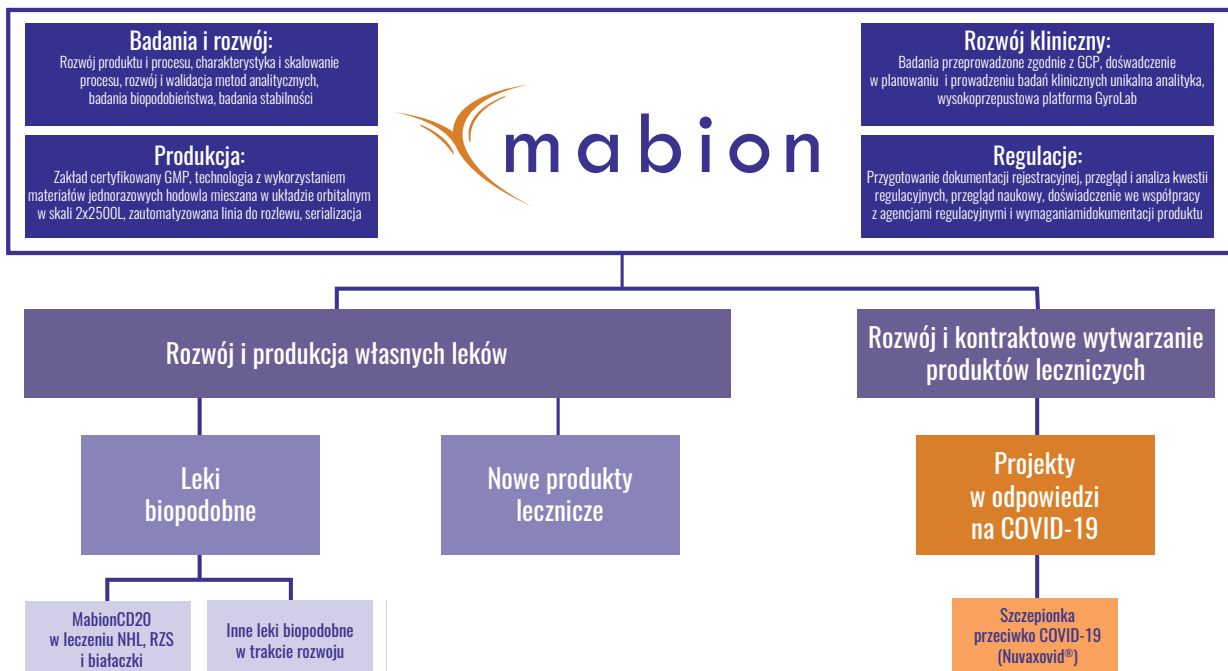 Badania i rozwój:
Rozwój produktu i procesu, charakterystyka i skalowanie
procesu, rozwój i walidacja metod analitycznych,
badania biopodobieństwa, badania stabilności
Produkcja:
Zakład certyfikowany GMP, technologia z wykorzystaniem
materiałów jednorazowych hodowla mieszana w układzie orbitalnym
w skali 2x2500L, zautomatyzowana linia do rozlewu, serializacja
mabion
Rozwój kliniczny:
Badania przeprowadzone zgodnie z GCP, doświadczenie
w planowaniu i prowadzeniu badań klinicznych unikalna analityka,
wysokoprzepustowa platforma GyroLab
Regulacje:
Przygotowanie dokumentacji rejestracyjnej, przegląd i analiza kwestii
regulacyjnych, przegląd naukowy, doświadczenie we współpracy
z agencjami regulacyjnymi i wymaganiamidokumentacji produktu
Rozwój i produkcja własnych leków
Rozwój i kontraktowe wytwarzanie
produktów leczniczych
Leki
biopodobne
Nowe produkty
lecznicze
Projekty
w odpowiedzi
na COVID-19
MabionCD20
w leczeniu NHL, RZS
i białaczki
Inne leki biopodobne
w trakcie rozwoju
Szczepionka
przeciwko COVID-19
(Nuvaxovid®)